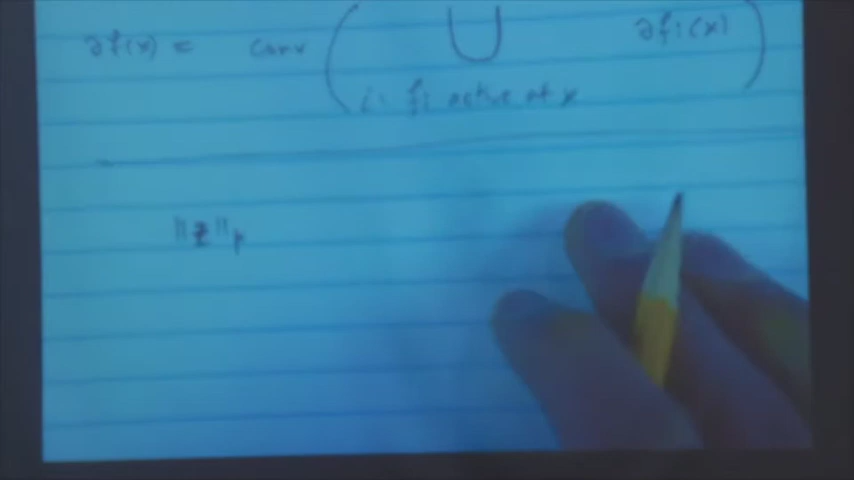 ∂f(x) = conv ( ∪ ∂fi(x) )
i: fi active at x
||z||p